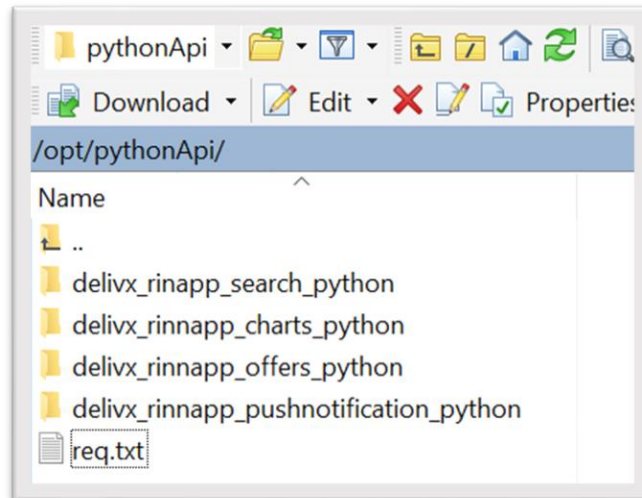 pythonApi
Download Edit Properties
/opt/pythonApi/
Name
..
delivx_rinapp_search_python
delivx_rinnapp_charts_python
delivx_rinnapp_offers_python
delivx_rinnapp_pushnotification_python
req.txt